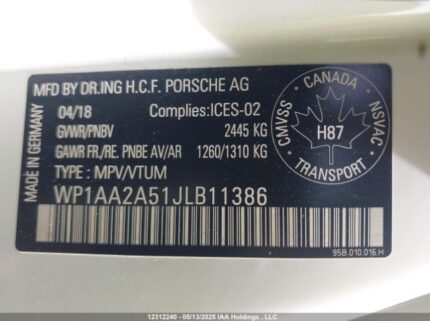 MFD BY DR.ING H.C.F. PORSCHE AG
MADE IN GERMANY
04/18 Complies:ICES-02
GVWR/PNBV 2445 KG
GAWR FR./RE. PNBE AV/AR 1260/1310 KG
TYPE : MPV/VTUM
WP1AA2A51JLB11386
CANADA
CMVSS
NSVAC
H87
TRANSPORT
95B.010.016 H
12312240 - 05/13/2025 IAA Holdings, LLC